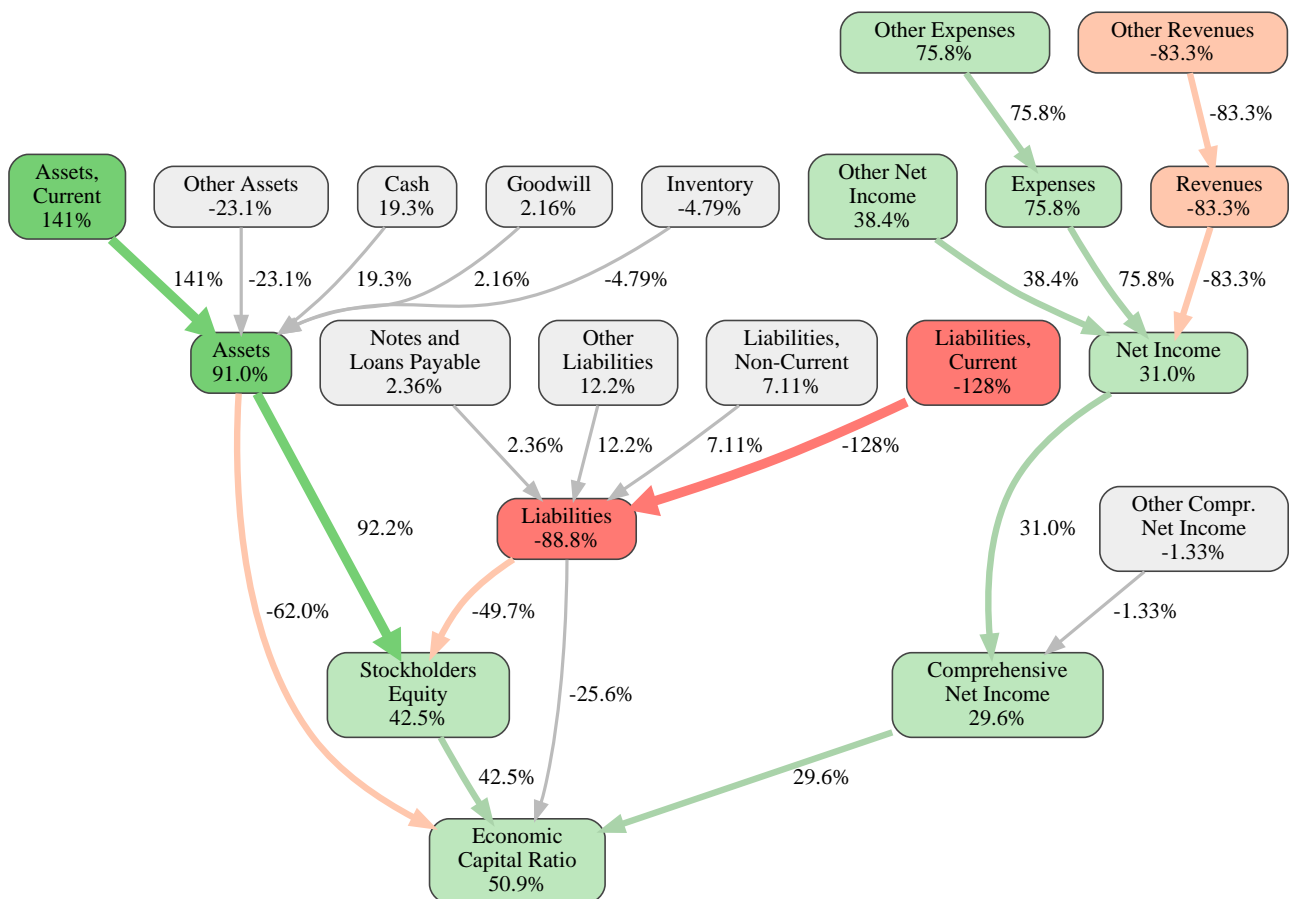 Other Expenses
75.8%
Other Revenues
-83.3%
75.8%
-83.3%
Assets,
Current
141%
Other Assets
-23.1%
Cash
19.3%
Goodwill
2.16%
Inventory
-4.79%
Other Net
Income
38.4%
Expenses
75.8%
Revenues
-83.3%
141%
-23.1%
19.3%
2.16%
-4.79%
38.4%
75.8%
-83.3%
Assets
91.0%
Notes and
Loans Payable
2.36%
Other
Liabilities
12.2%
Liabilities,
Non-Current
7.11%
Liabilities,
Current
-128%
Net Income
31.0%
2.36%
12.2%
7.11%
-128%
Liabilities
-88.8%
Other Compr.
Net Income
-1.33%
92.2%
31.0%
-62.0%
-49.7%
-1.33%
Stockholders
Equity
42.5%
-25.6%
Comprehensive
Net Income
29.6%
42.5%
29.6%
Economic
Capital Ratio
50.9%